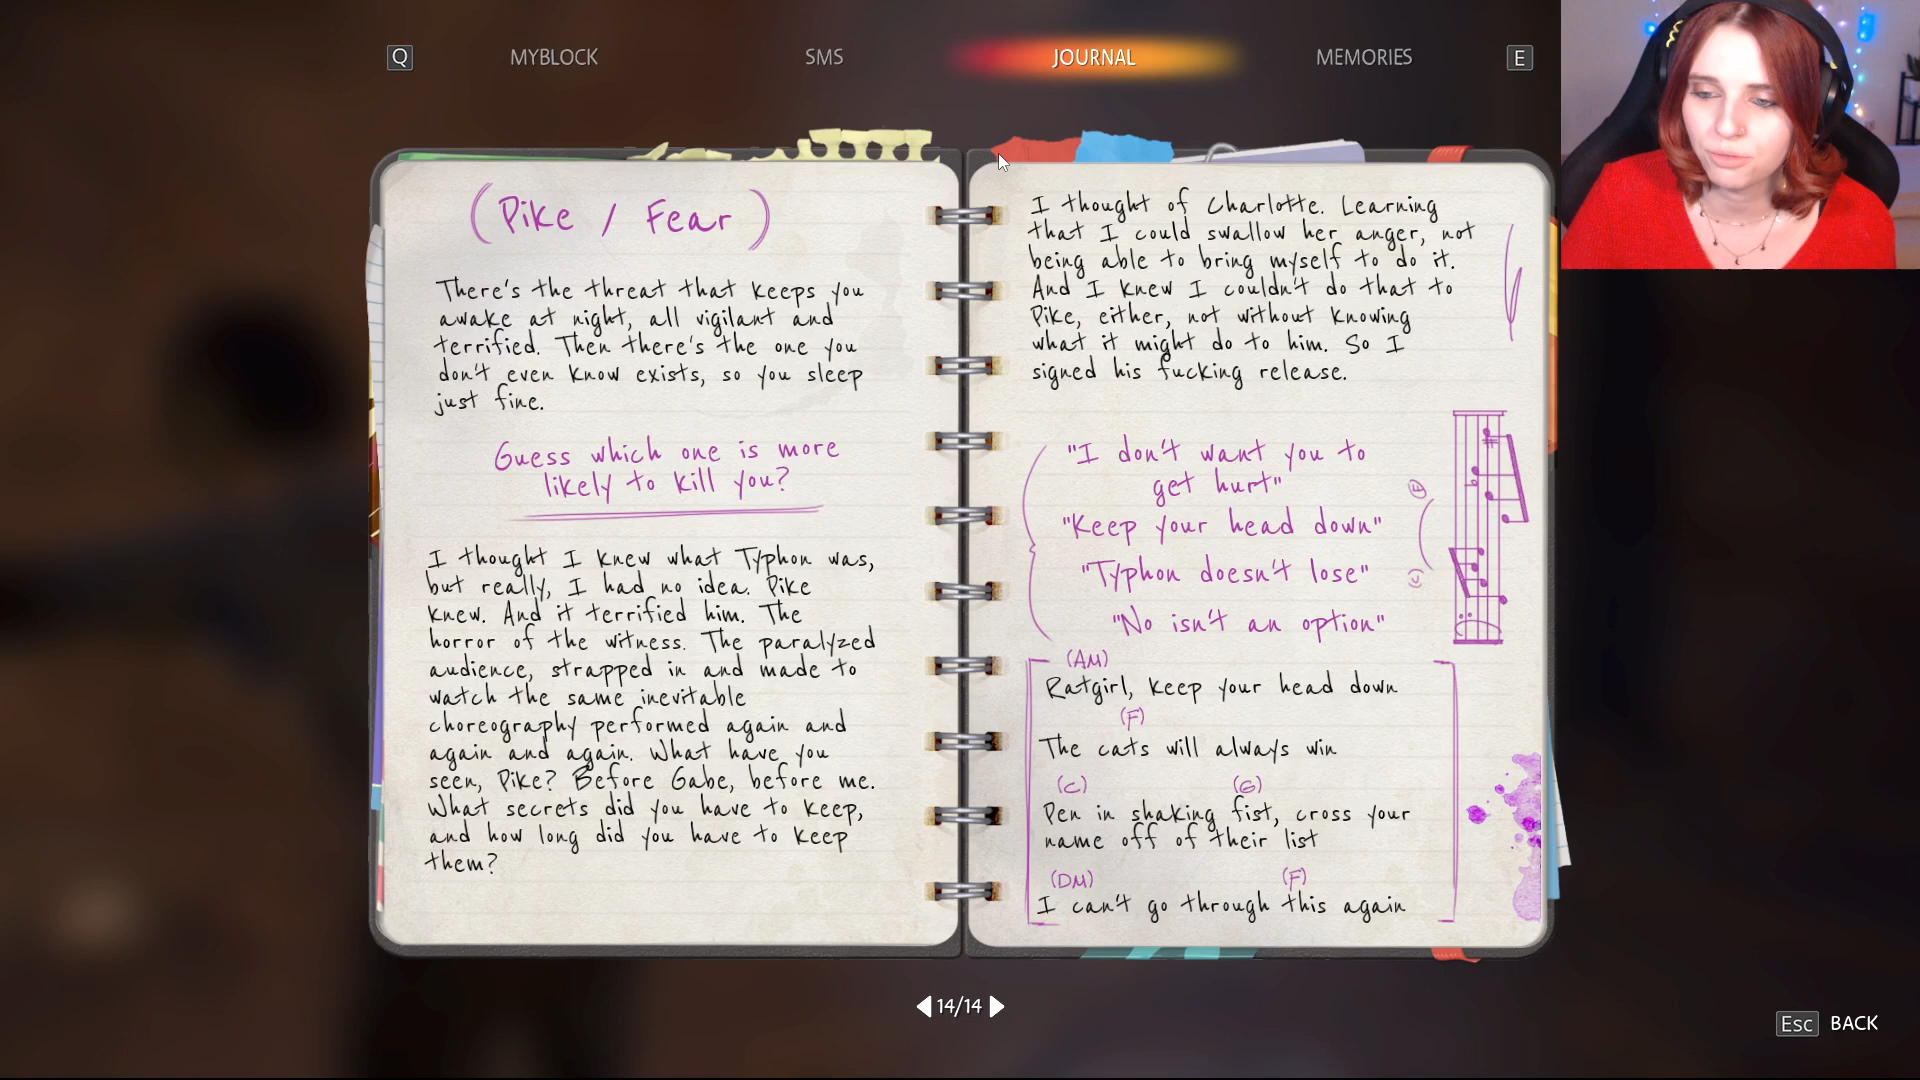 Q
MYBLOCK
SMS
JOURNAL
MEMORIES
E
(Pike / Fear)
There's the threat that keeps you
awake at night, all vigilant and
terrified. Then there's the one you
don't even know exists, so you sleep
just fine.
Guess which one is more
likely to kill you?
I thought I knew what Typhon was,
but really, I had no idea. Pike
knew. And it terrified him. The
horror of the witness. The paralyzed
audience, strapped in and made to
watch the same inevitable
choreography performed again and
again and again. What have you
seen, Pike? Before Gabe, before me.
What secrets did you have to keep,
and how long did you have to keep
them?
I thought of Charlotte. Learning
that I could swallow her anger, not
being able to bring myself to do it.
And I knew I couldn't do that to
Pike, either, not without knowing
what it might do to him. So I
signed his fucking release.
"I don't want you to
get hurt"
"Keep your head down"
"Typhon doesn't lose"
"No isn't an option"
(E)
(C)
(AM)
Ratgirl, keep your head down
(F)
The cats will always win
(C) (G)
Pen in shaking fist, cross your
name off of their list
(DM) (F)
I can't go through this again
14/14
Esc BACK